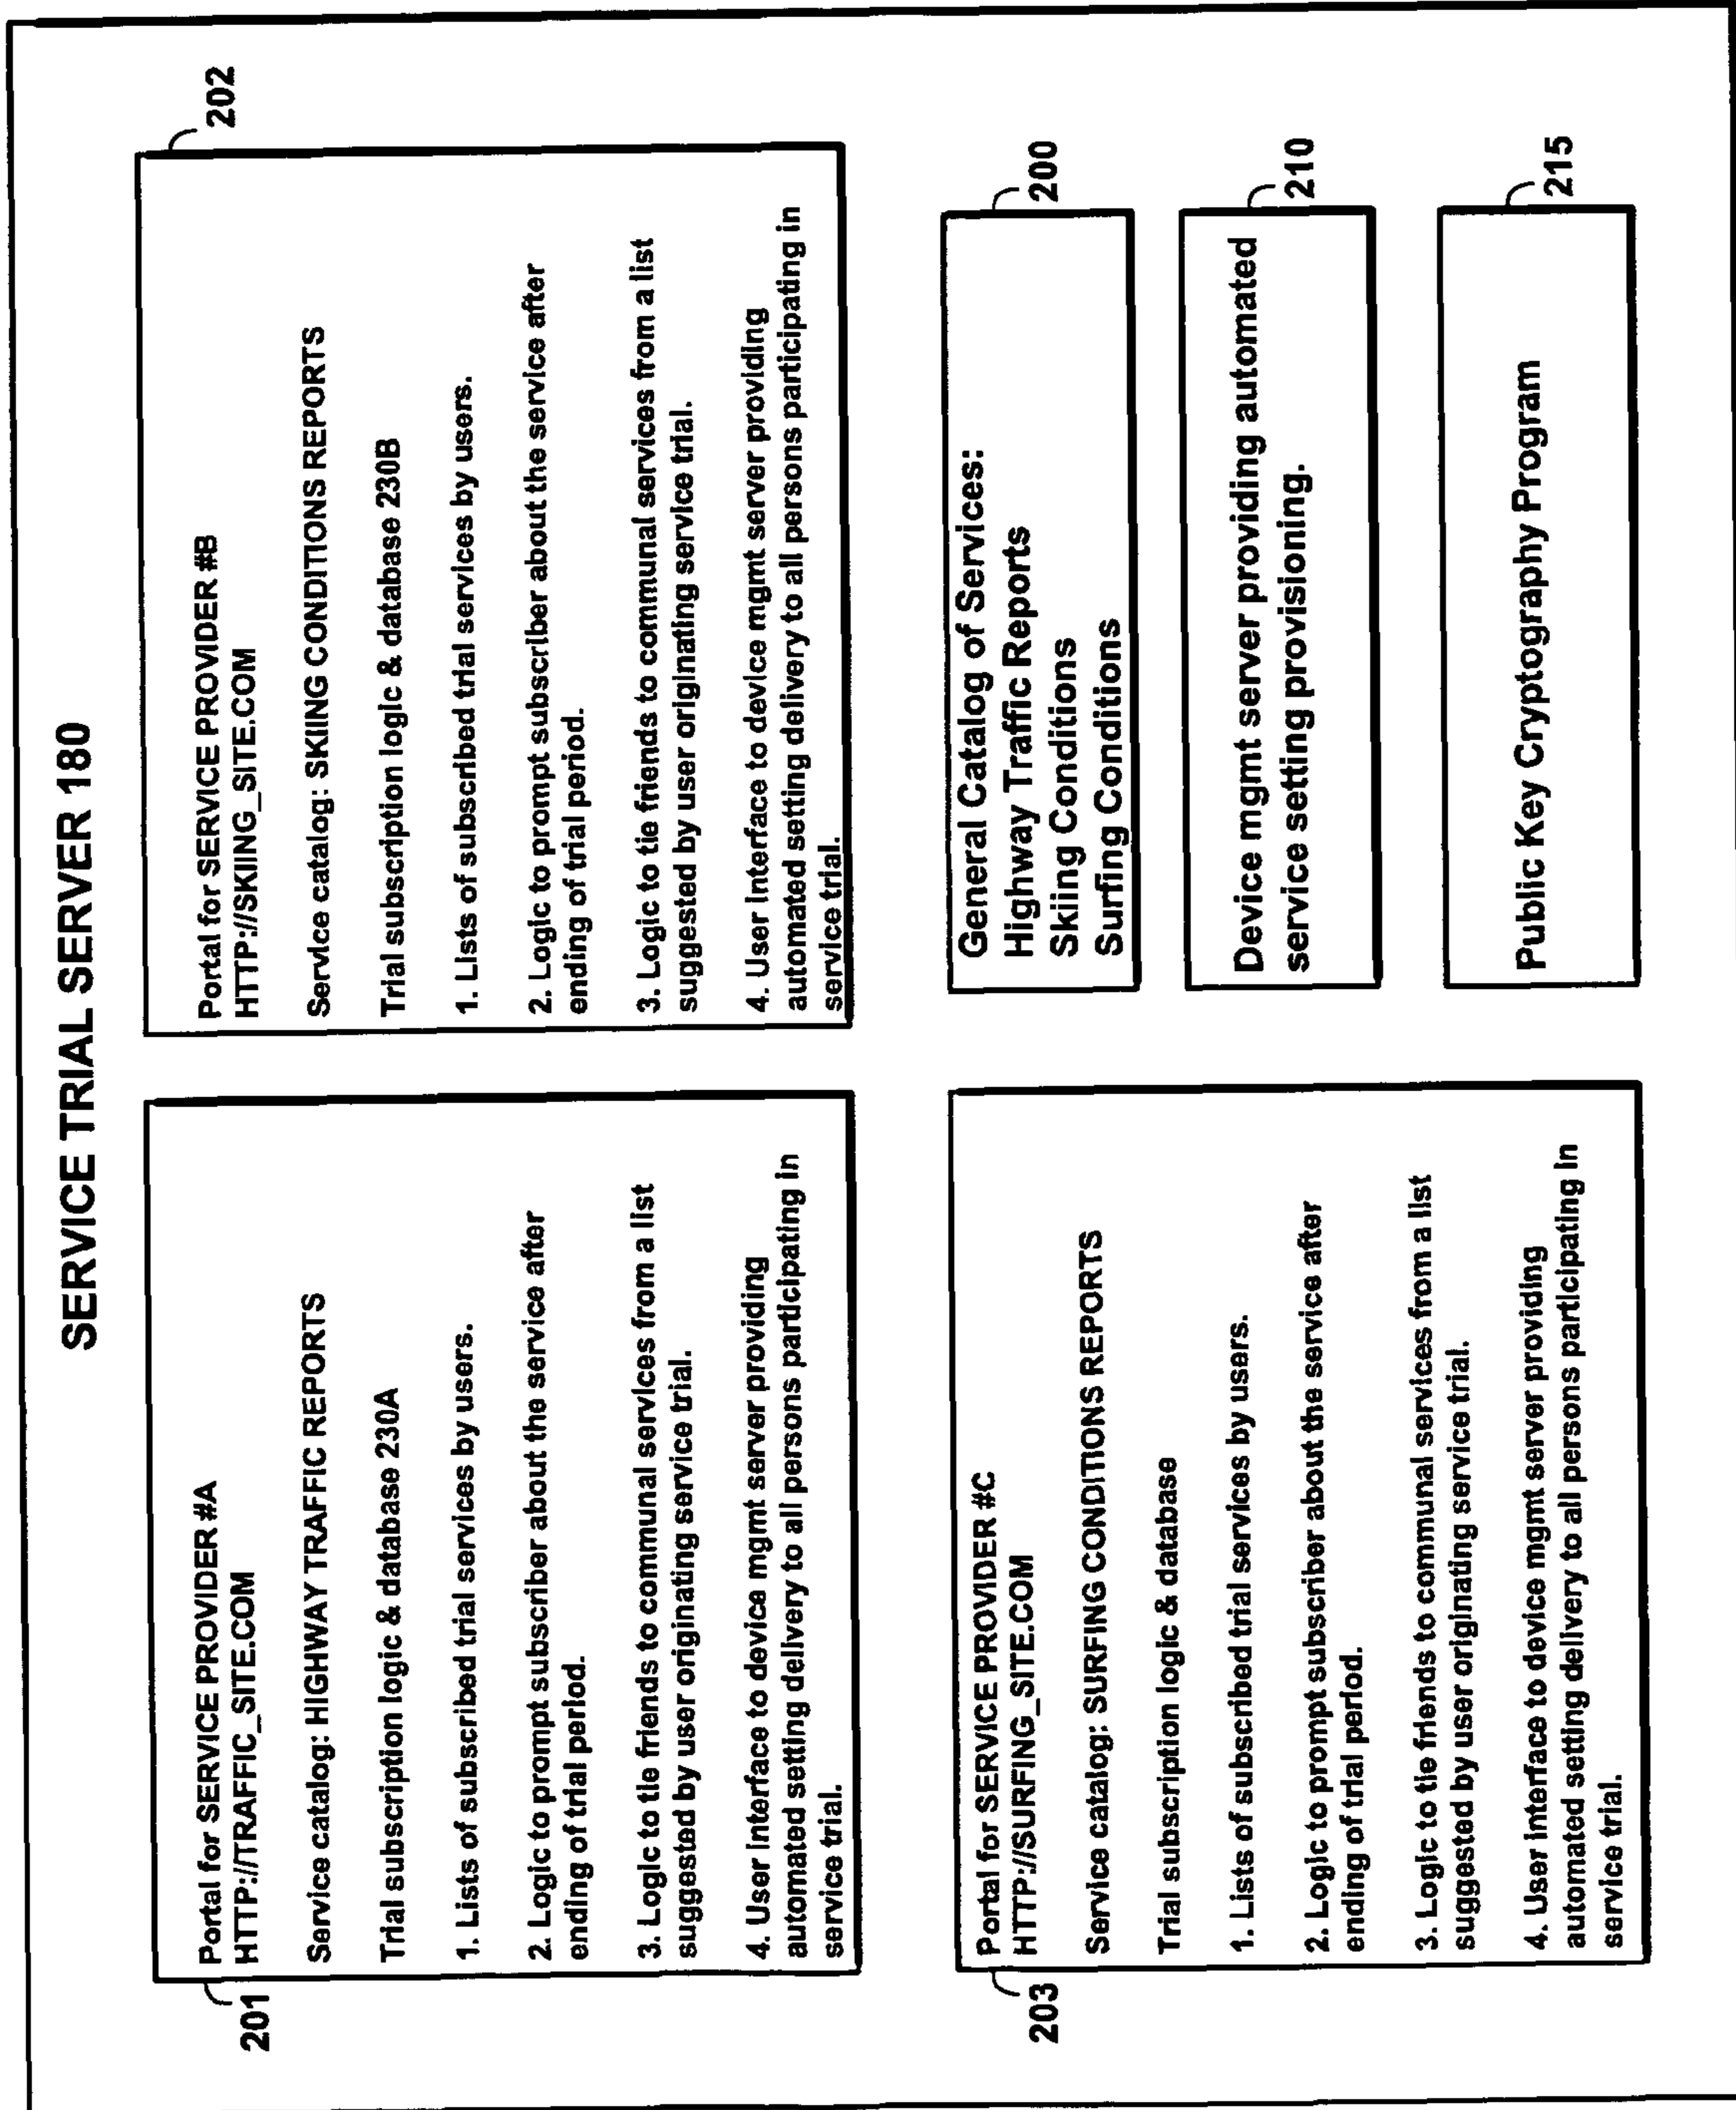 SERVICE TRIAL SERVER 180
201
Portal for SERVICE PROVIDER #A
HTTP://TRAFFIC_SITE.COM
Service catalog: HIGHWAY TRAFFIC REPORTS
Trial subscription logic & database 230A
1. Lists of subscribed trial services by users.
2. Logic to prompt subscriber about the service after
ending of trial period.
3. Logic to tie friends to communal services from a list
suggested by user originating service trial.
4. User interface to device mgmt server providing
automated setting delivery to all persons participating in
service trial.
202
Portal for SERVICE PROVIDER #B
HTTP://SKIING_SITE.COM
Service catalog: SKIING CONDITIONS REPORTS
Trial subscription logic & database 230B
1. Lists of subscribed trial services by users.
2. Logic to prompt subscriber about the service after
ending of trial period.
3. Logic to tie friends to communal services from a list
suggested by user originating service trial.
4. User interface to device mgmt server providing
automated setting delivery to all persons participating in
service trial.
203
Portal for SERVICE PROVIDER #C
HTTP://SURFING_SITE.COM
Service catalog: SURFING CONDITIONS REPORTS
Trial subscription logic & database
1. Lists of subscribed trial services by users.
2. Logic to prompt subscriber about the service after
ending of trial period.
3. Logic to tie friends to communal services from a list
suggested by user originating service trial.
4. User interface to device mgmt server providing
automated setting delivery to all persons participating in
service trial.
200
General Catalog of Services:
Highway Traffic Reports
Skiing Conditions
Surfing Conditions
210
Device mgmt server providing automated
service setting provisioning.
215
Public Key Cryptography Program